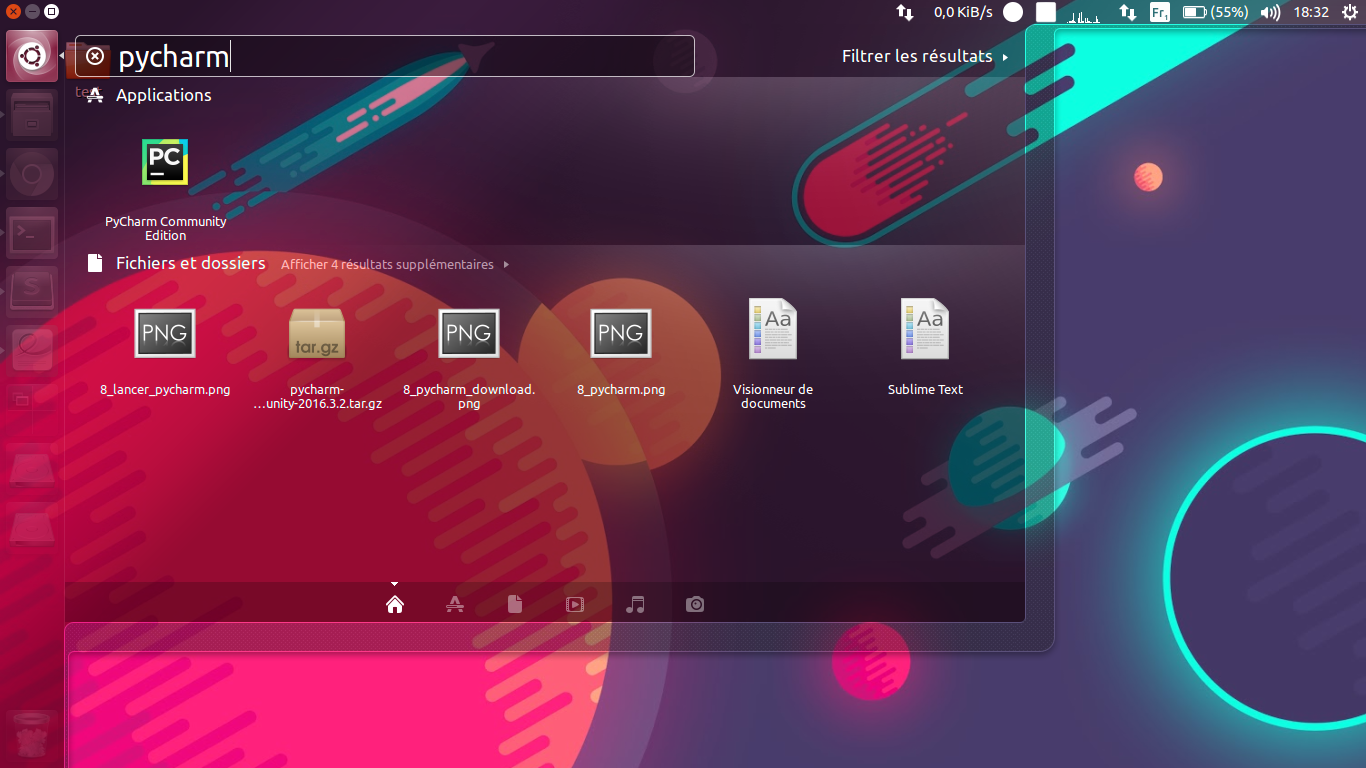 0,0 KiB/s
Fr1
(55%)
18:32
pycharm
Filtrer les résultats
test
Applications
PC
PyCharm Community
Edition
Fichiers et dossiers
Afficher 4 résultats supplémentaires
PNG
tar.gz
PNG
PNG
Aa
Aa
8_lancer_pycharm.png
pycharm-
...unity-2016.3.2.tar.gz
8_pycharm_download.
png
8_pycharm.png
Visionneur de
documents
Sublime Text